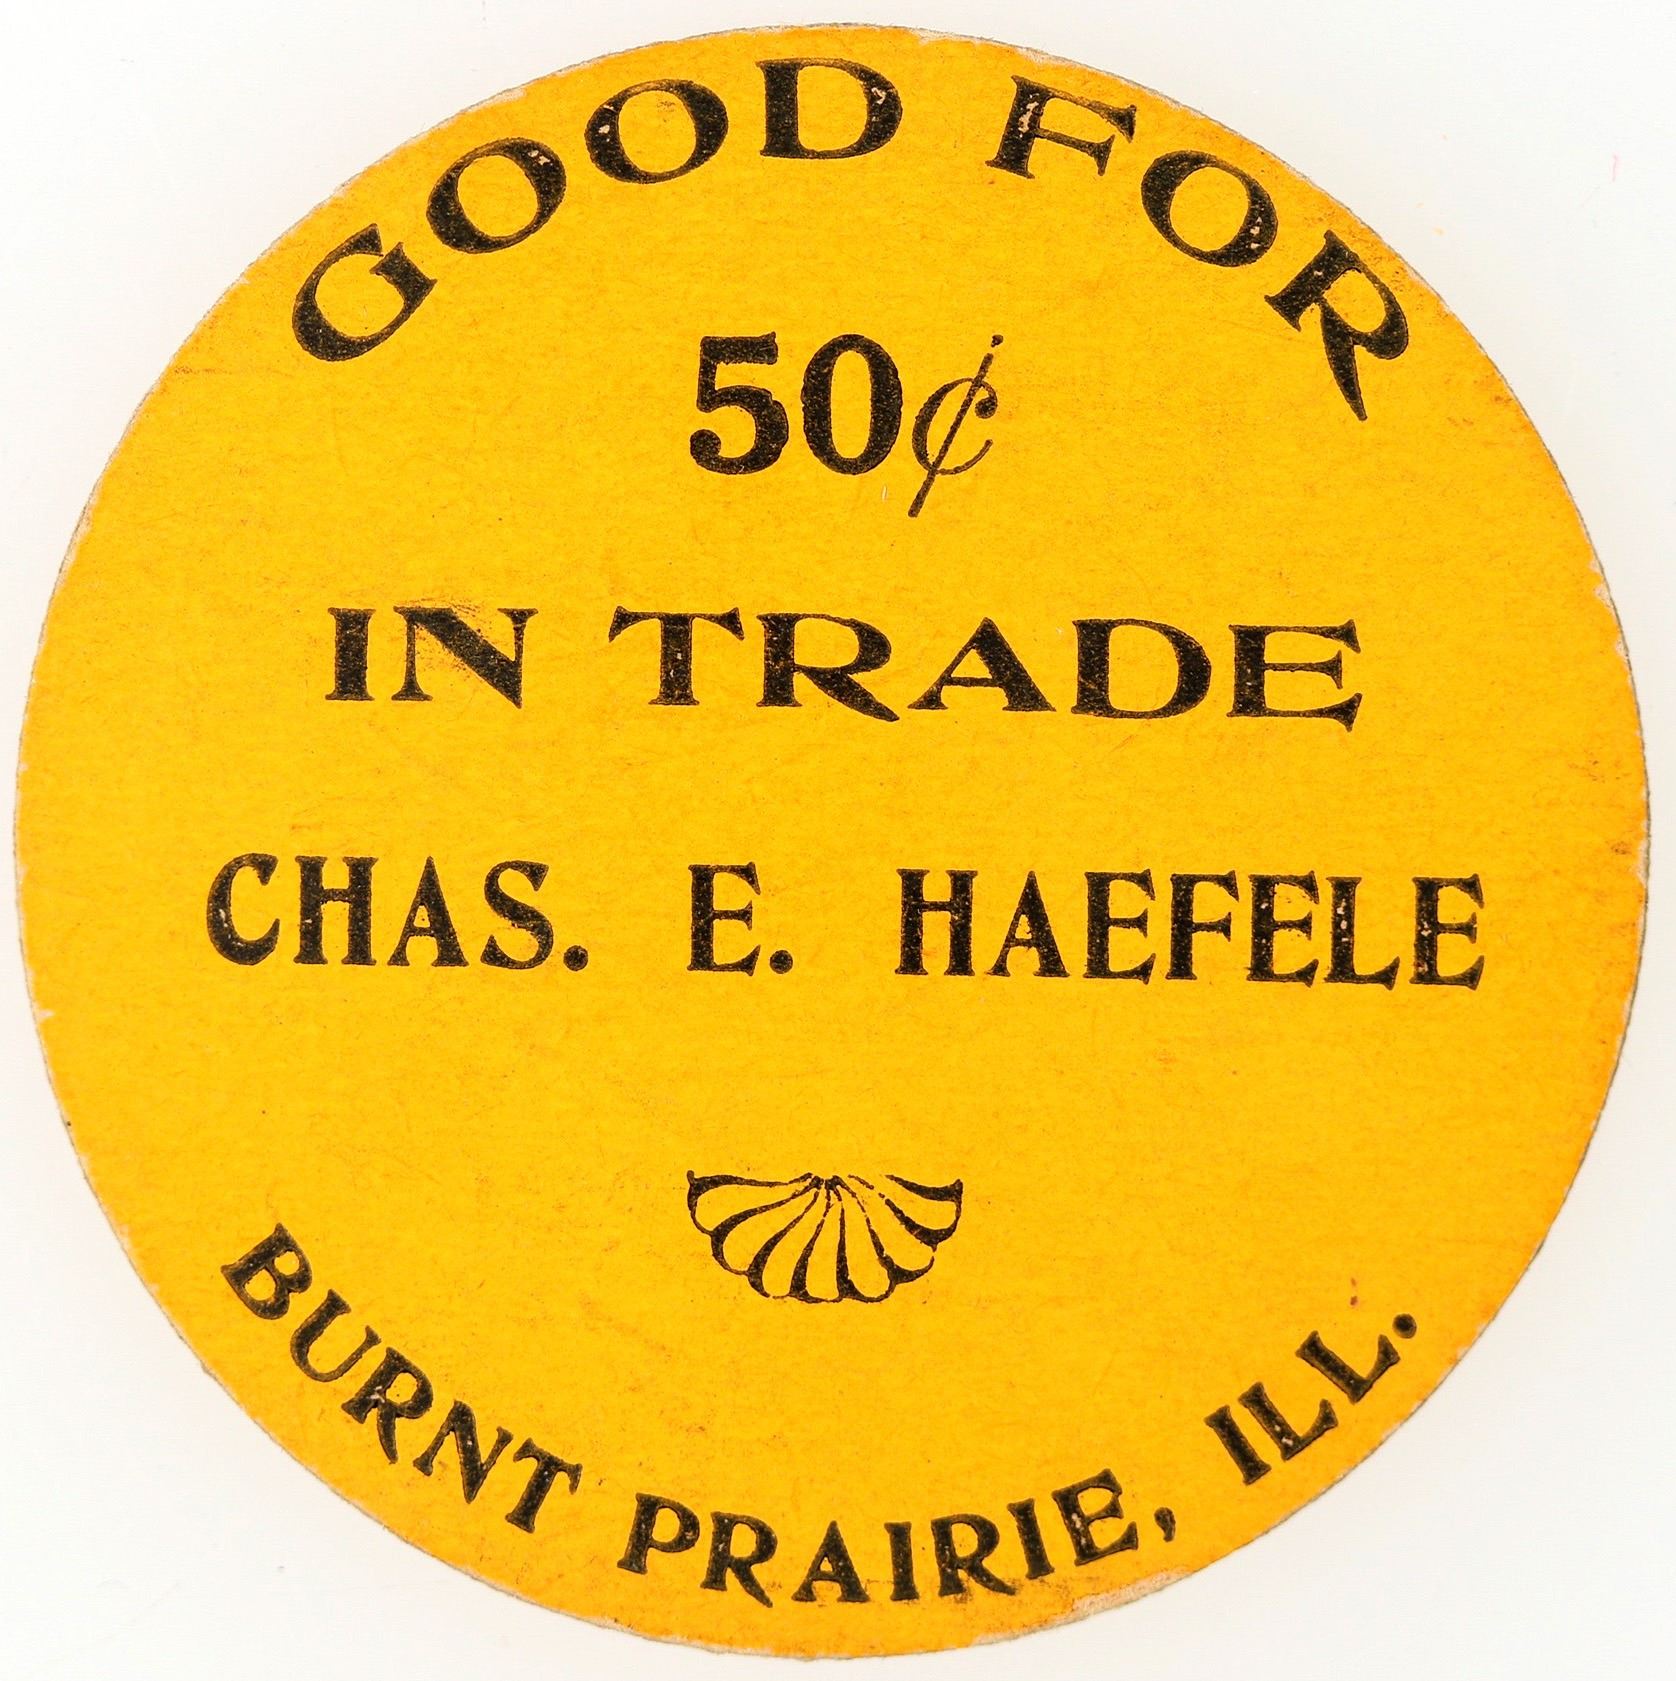 GOOD FOR
50¢
IN TRADE
CHAS. E. HAEFELE
BURNT PRAIRIE, ILL.